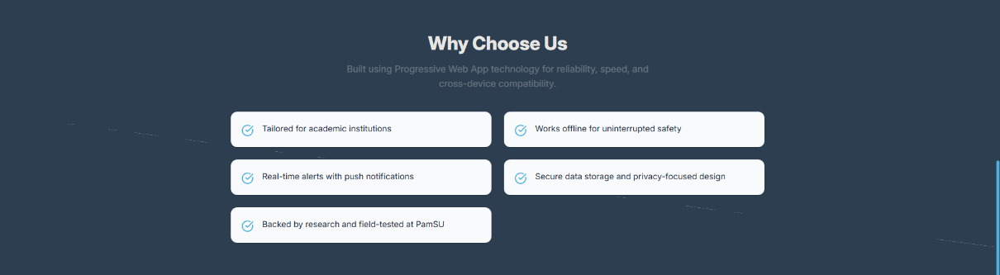 Why Choose Us
Built using Progressive Web App technology for reliability, speed, and
cross-device compatibility.
Tailored for academic institutions
Works offline for uninterrupted safety
Real-time alerts with push notifications
Secure data storage and privacy-focused design
Backed by research and field-tested at PamSU